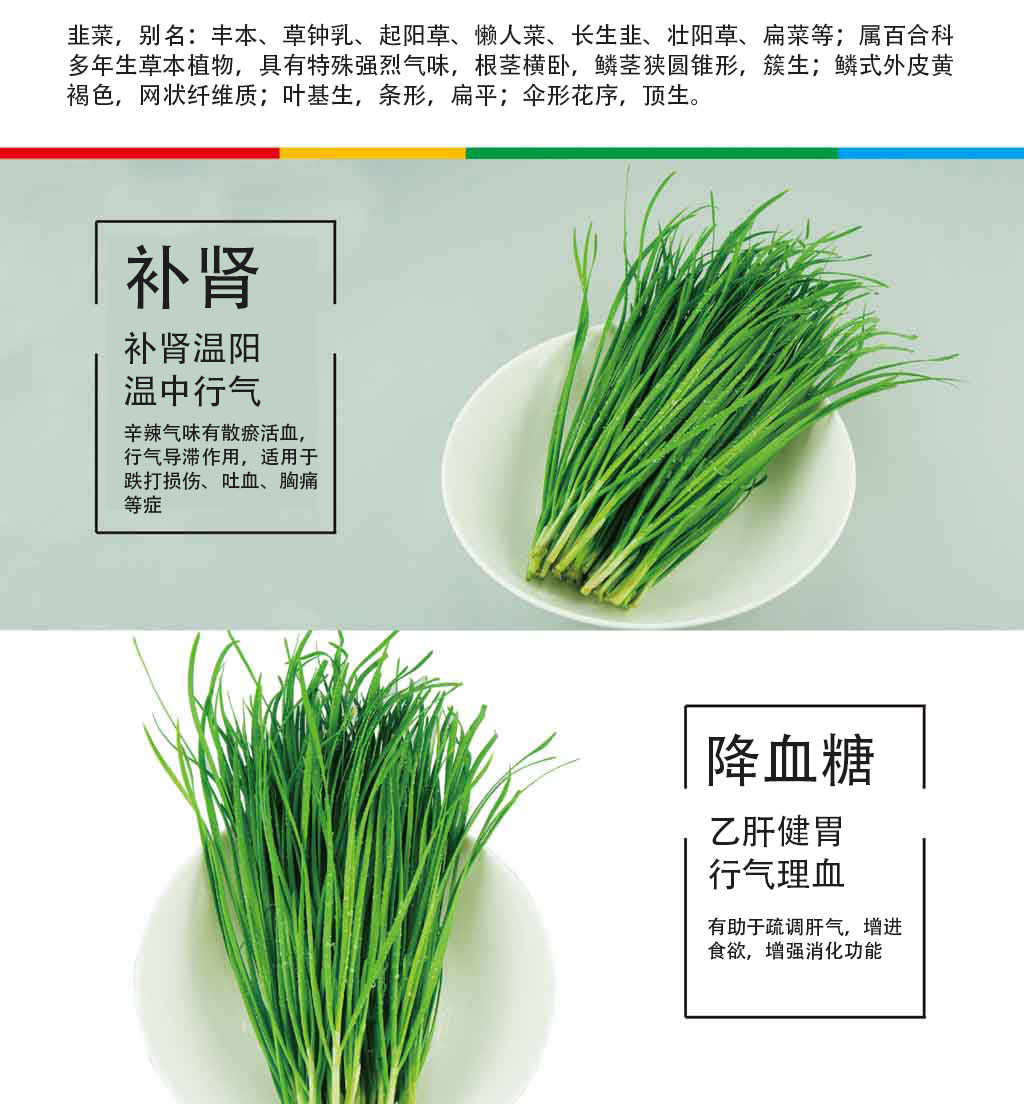 韭菜，别名：丰本、草钟乳、起阳草、懒人菜、长生韭、壮阳草、扁菜等；属百合科
多年生草本植物，具有特殊强烈气味，根茎横卧，鳞茎狭圆锥形，簇生；鳞式外皮黄
褐色，网状纤维质；叶基生，条形，扁平；伞形花序，顶生。
补肾
补肾温阳
温中行气
辛辣气味有散瘀活血，
行气导滞作用，适用于
跌打损伤、吐血、胸痛
等症
降血糖
乙肝健胃
行气理血
有助于疏调肝气，增进
食欲，增强消化功能